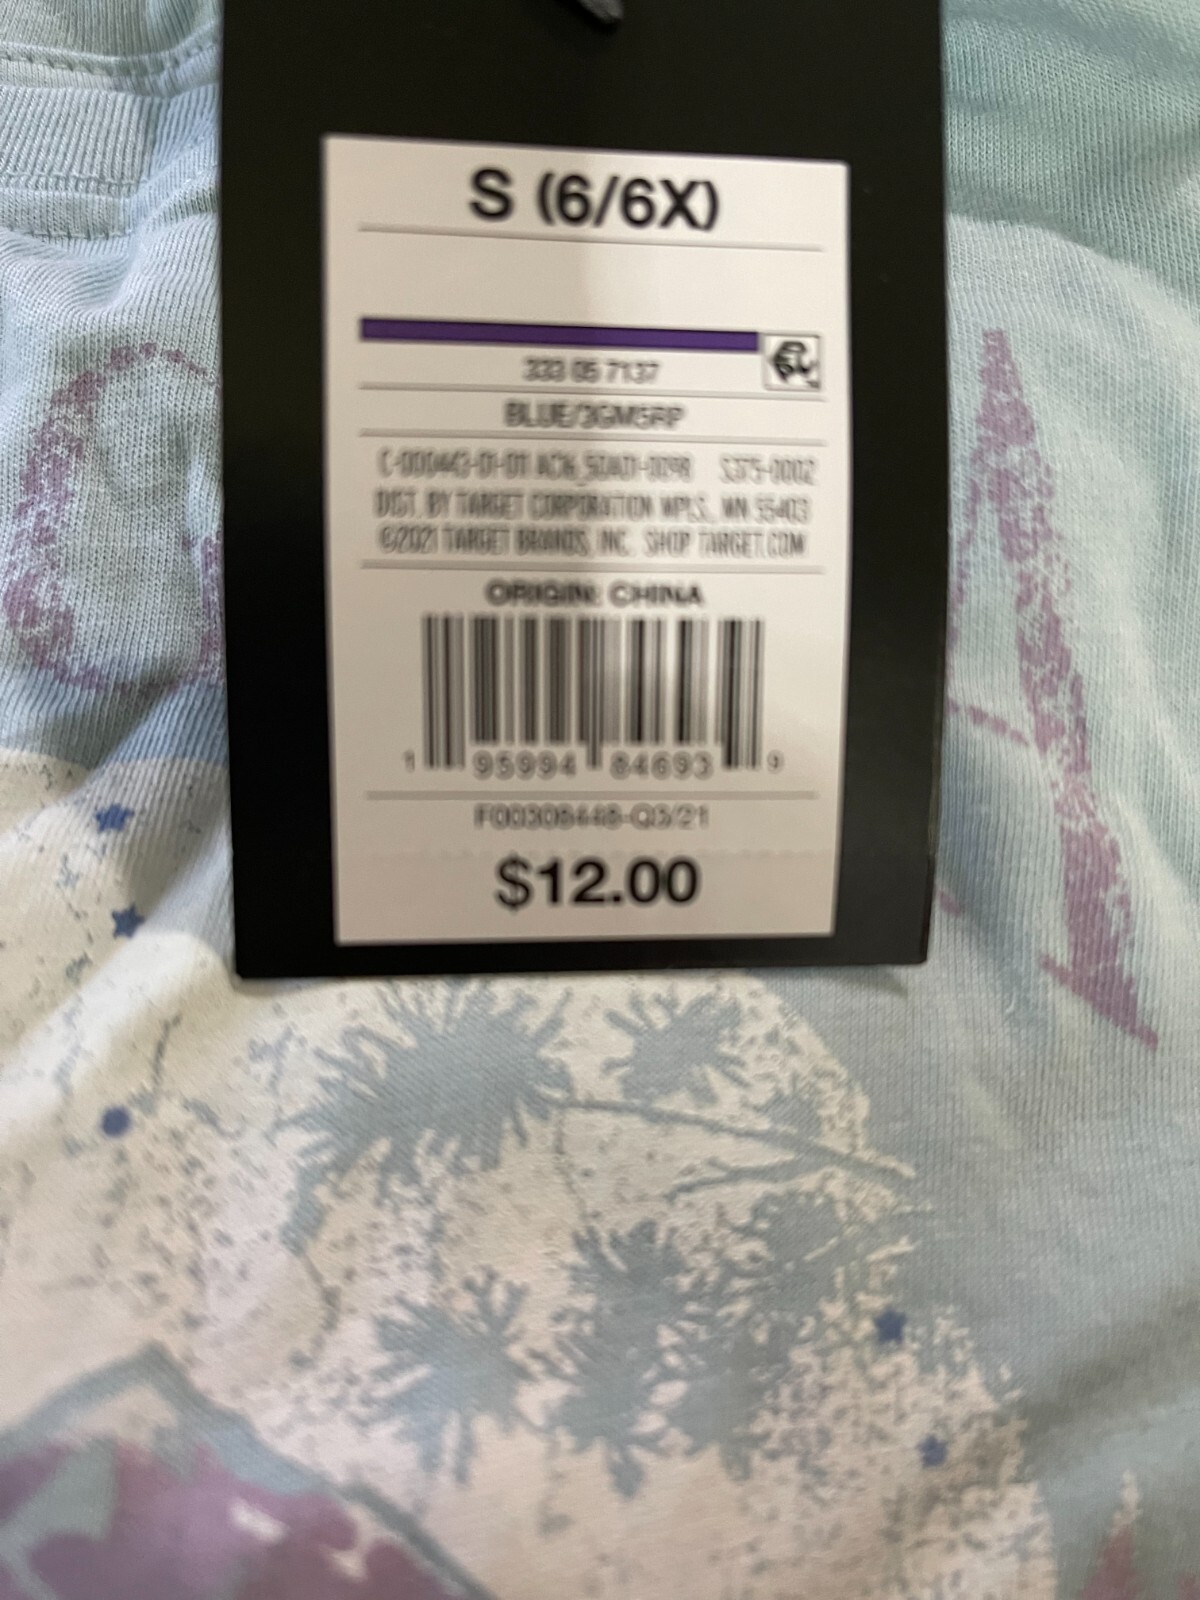 S (6/6X)
333 05 7137
BLUE/3GM5RP
DIST. BY TARGET CORPORATION MPLS., MN 55403
©2021 TARGET BRANDS, INC. SHOP TARGET.COM
ORIGIN: CHINA
1 95994 84693 9
$12.00